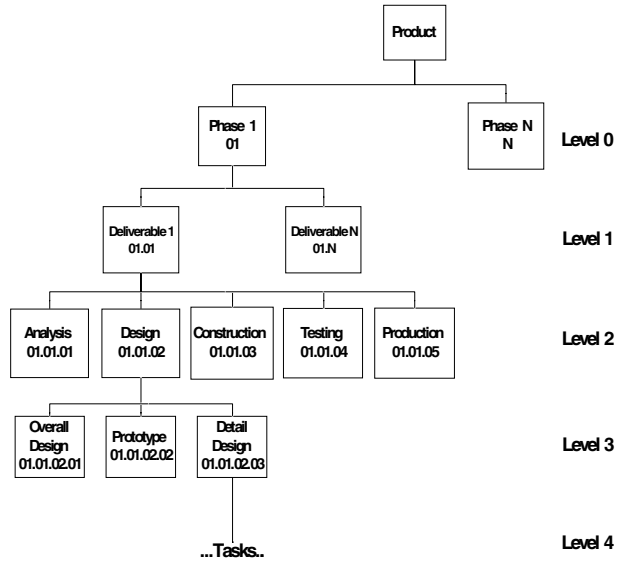 Product
Phase 1
01
Phase N
N
Level 0
Deliverable 1
01.01
Deliverable N
01.N
Level 1
Analysis
01.01.01
Design
01.01.02
Construction
01.01.03
Testing
01.01.04
Production
01.01.05
Level 2
Overall
Design
01.01.02.01
Prototype
01.01.02.02
Detail
Design
01.01.02.03
Level 3
...Tasks..
Level 4